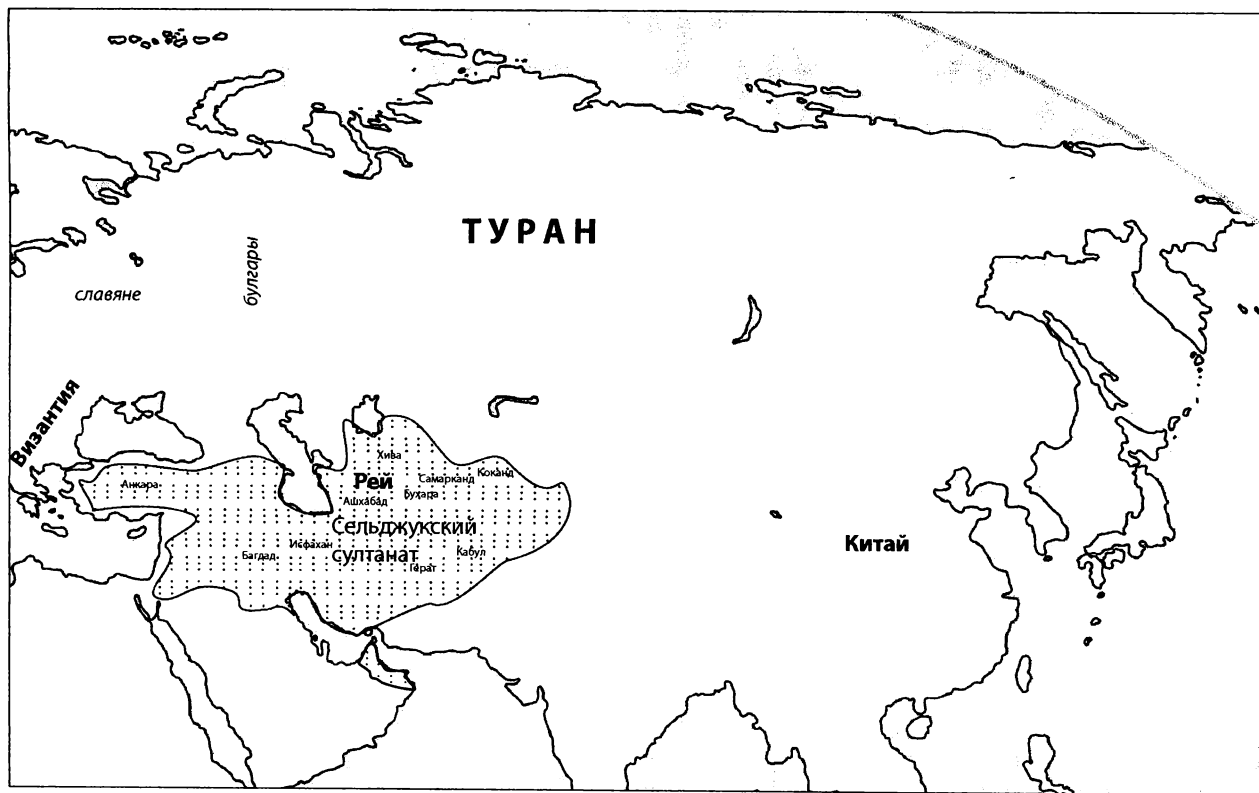 ТУРАН
булгары
славяне
Византия
Хива
Рей
Самарканд
Коканд
Анкара
Ашхабад
Бухара
Сельджукский
султанат
Исфахан
Багдад
Кабул
Герат
Китай